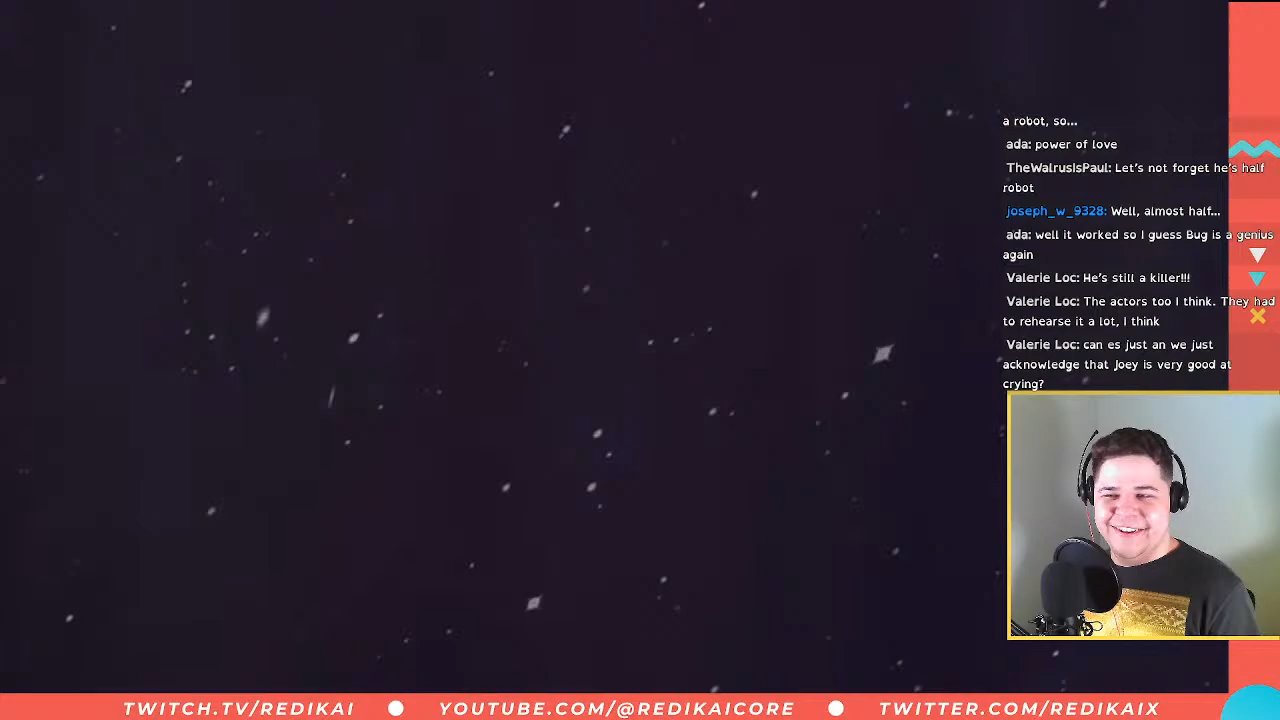 a robot, so...
ada: power of love
TheWalrusIsPaul: Let's not forget he's half
robot
joseph_w_9328: Well, almost half...
ada: well it worked so I guess Bug is a genius
again
Valerie Loc: He's still a killer!!!
Valerie Loc: The actors too I think. They had
to rehearse it a lot, I think
Valerie Loc: can es just an we just
acknowledge that Joey is very good at
crying?
TWITCH.TV/REDIKAI
YOUTUBE.COM/@REDIKAICORE
TWITTER.COM/REDIKAIX